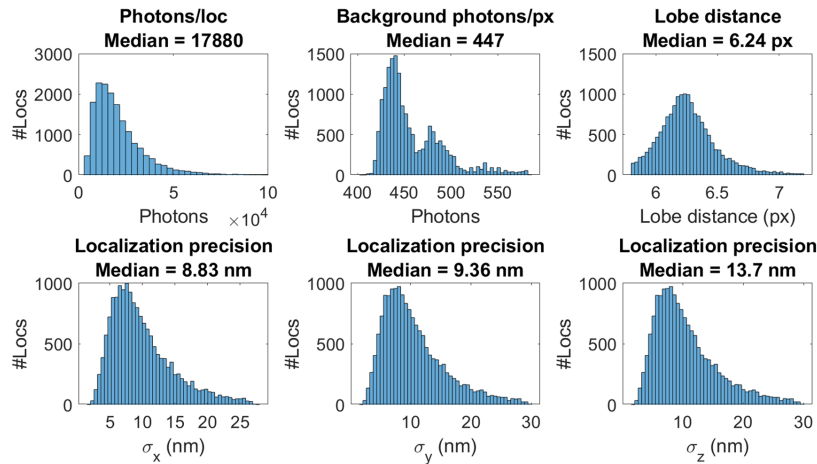 Photons/loc
Median = 17880
3000
2000
1000
0
#Locs
0
5
10
Photons
×10⁴
Background photons/px
Median = 447
1500
1000
500
0
#Locs
400
450
500
550
Photons
Lobe distance
Median = 6.24 px
1500
1000
500
0
#Locs
6
6.5
7
Lobe distance (px)
Localization precision
Median = 8.83 nm
1000
500
0
#Locs
5
10
15
20
25
σx (nm)
Localization precision
Median = 9.36 nm
1000
500
0
#Locs
10
20
30
σy (nm)
Localization precision
Median = 13.7 nm
1000
500
0
#Locs
10
20
30
σz (nm)